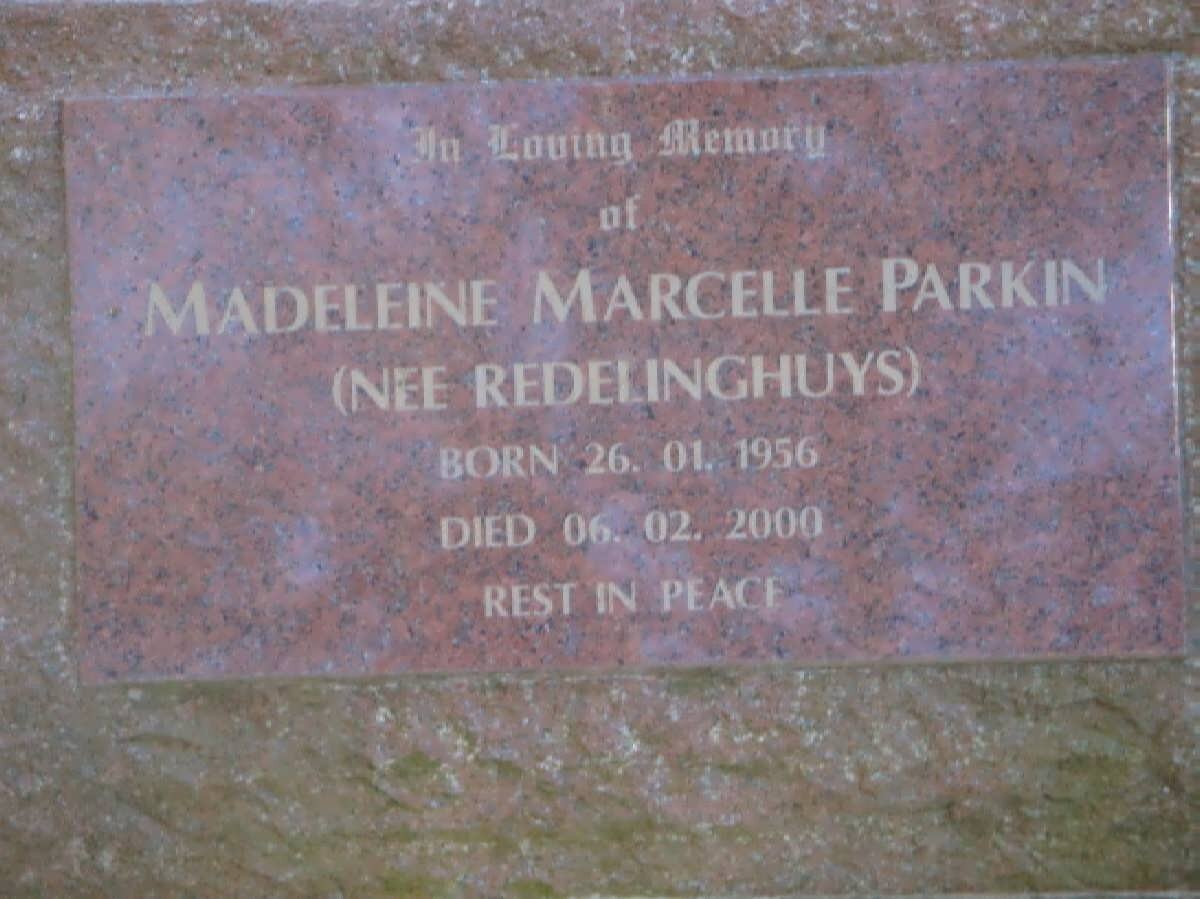 In Loving Memory
of
MADELEINE MARCELLE PARKIN
(NEE REDELINGHUYS)
BORN 26. 01. 1956
DIED 06. 02. 2000
REST IN PEACE